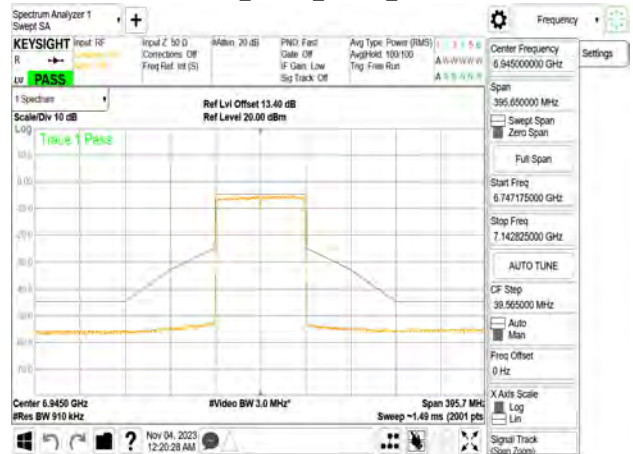 Spectrum Analyzer 1
Swept SA
Frequency
KEYSIGHT
Input: RF
Input Z: 50 Ω
Corrections: Off
Freq Ref: Int (S)
#Atten: 20 dB
PNO: Fast
Gate: Off
IF Gain: Low
Sig Track: Off
Avg Type: Power (RMS)
Avg|Hold: 100/100
Trig: Free Run
R
LV
PASS
1 Spectrum
Scale/Div 10 dB
Ref Lvl Offset 13.40 dB
Ref Level 20.00 dBm
Log
Trace 1 Pass
10.0
0.00
Center 6.9450 GHz
#Res BW 910 kHz
#Video BW 3.0 MHz*
Span 395.7 MHz
Sweep ~1.49 ms (2001 pts
Nov 04, 2023
12:20:28 AM
Center Frequency
6.945000000 GHz
Settings
Span
395.650000 MHz
Swept Span
Zero Span
Full Span
Start Freq
6.747175000 GHz
Stop Freq
7.142825000 GHz
AUTO TUNE
CF Step
39.565000 MHz
Auto
Man
Freq Offset
0 Hz
X Axis Scale
Log
Lin
Signal Track
(Span Zoom)